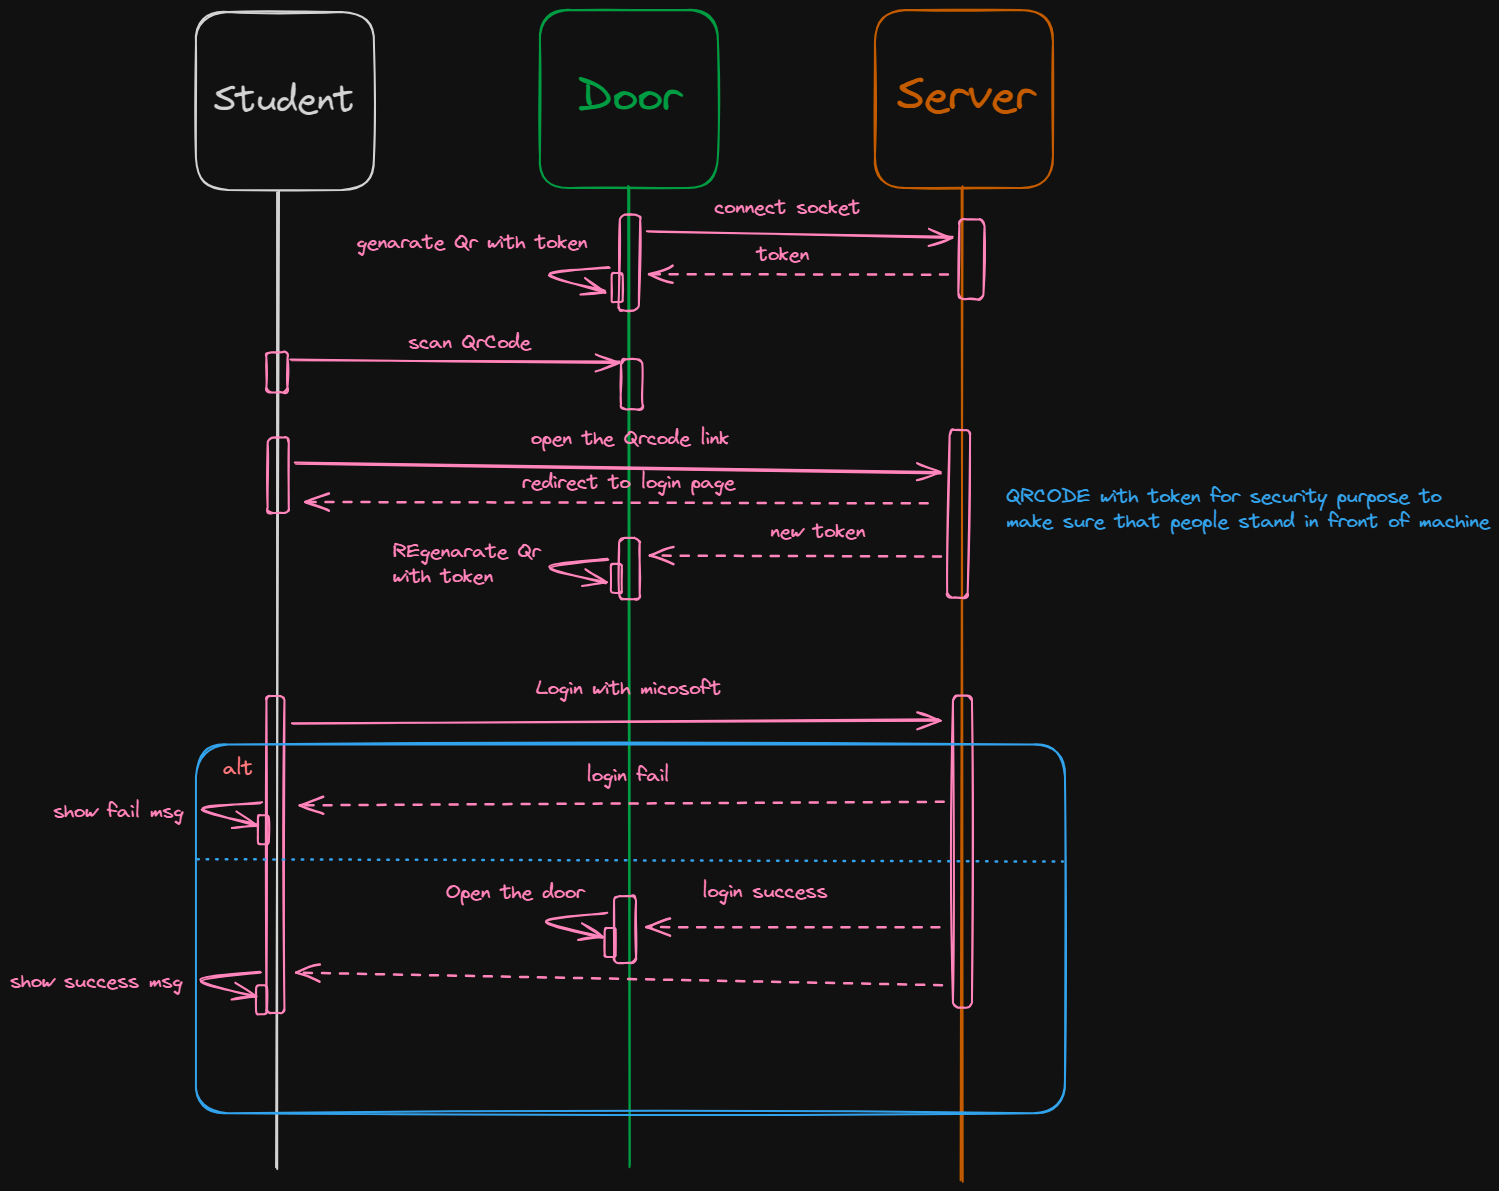 Student
Door
Server
connect socket
genarate Qr with token
token
scan QrCode
open the Qrcode link
redirect to login page
QRCODE with token for security purpose to
make sure that people stand in front of machine
new token
REgenarate Qr
with token
Login with micosoft
alt
login fail
show fail msg
Open the door
login success
show success msg